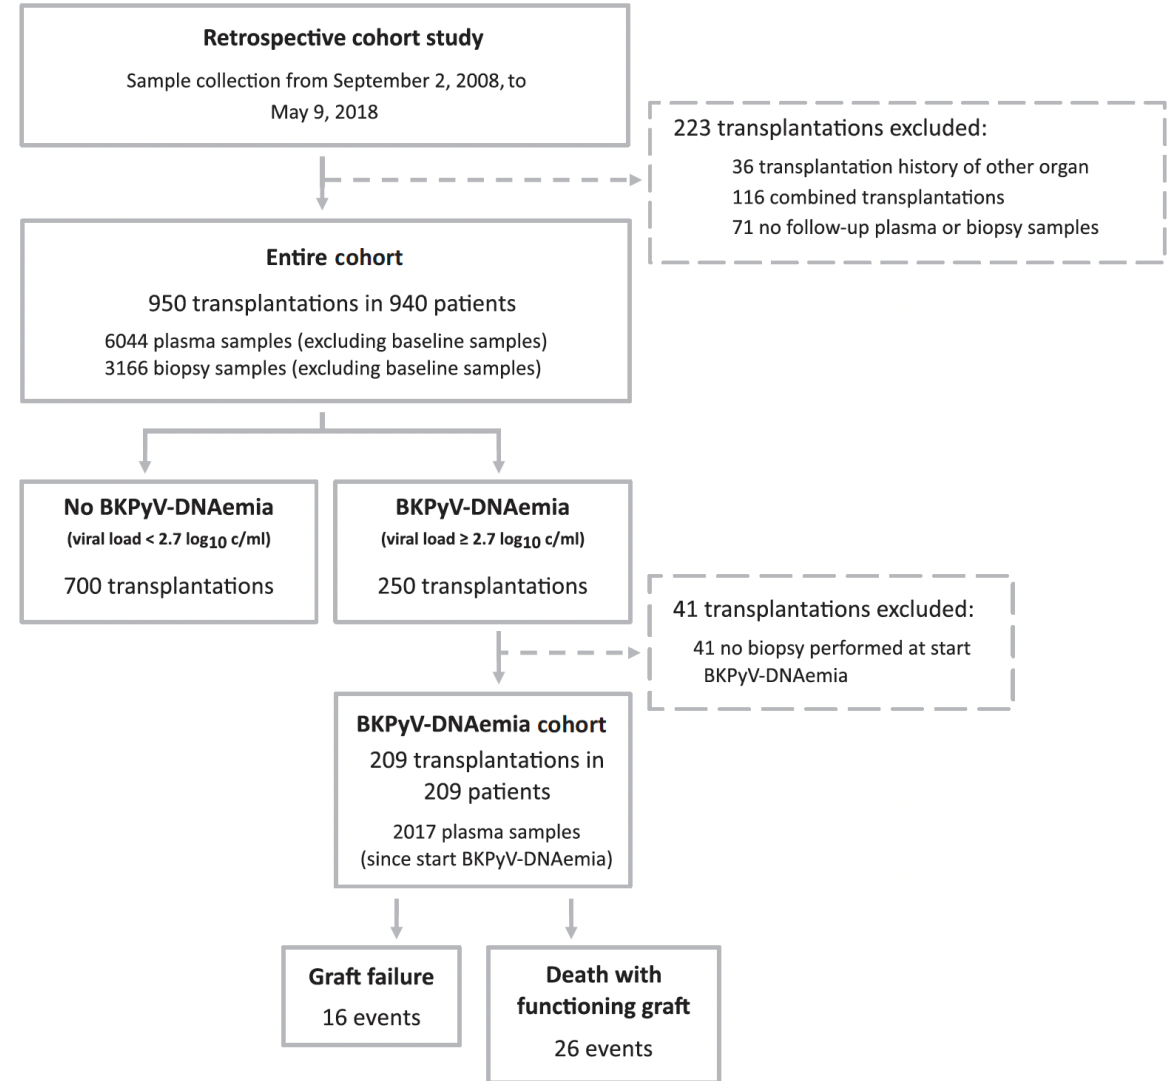 Retrospective cohort study
Sample collection from September 2, 2008, to
May 9, 2018
223 transplantations excluded:
36 transplantation history of other organ
116 combined transplantations
71 no follow-up plasma or biopsy samples
Entire cohort
950 transplantations in 940 patients
6044 plasma samples (excluding baseline samples)
3166 biopsy samples (excluding baseline samples)
No BKPyV-DNAemia
(viral load < 2.7 log10 c/ml)
700 transplantations
BKPyV-DNAemia
(viral load ≥ 2.7 log10 c/ml)
250 transplantations
41 transplantations excluded:
41 no biopsy performed at start
BKPyV-DNAemia
BKPyV-DNAemia cohort
209 transplantations in
209 patients
2017 plasma samples
(since start BKPyV-DNAemia)
Graft failure
16 events
Death with
functioning graft
26 events